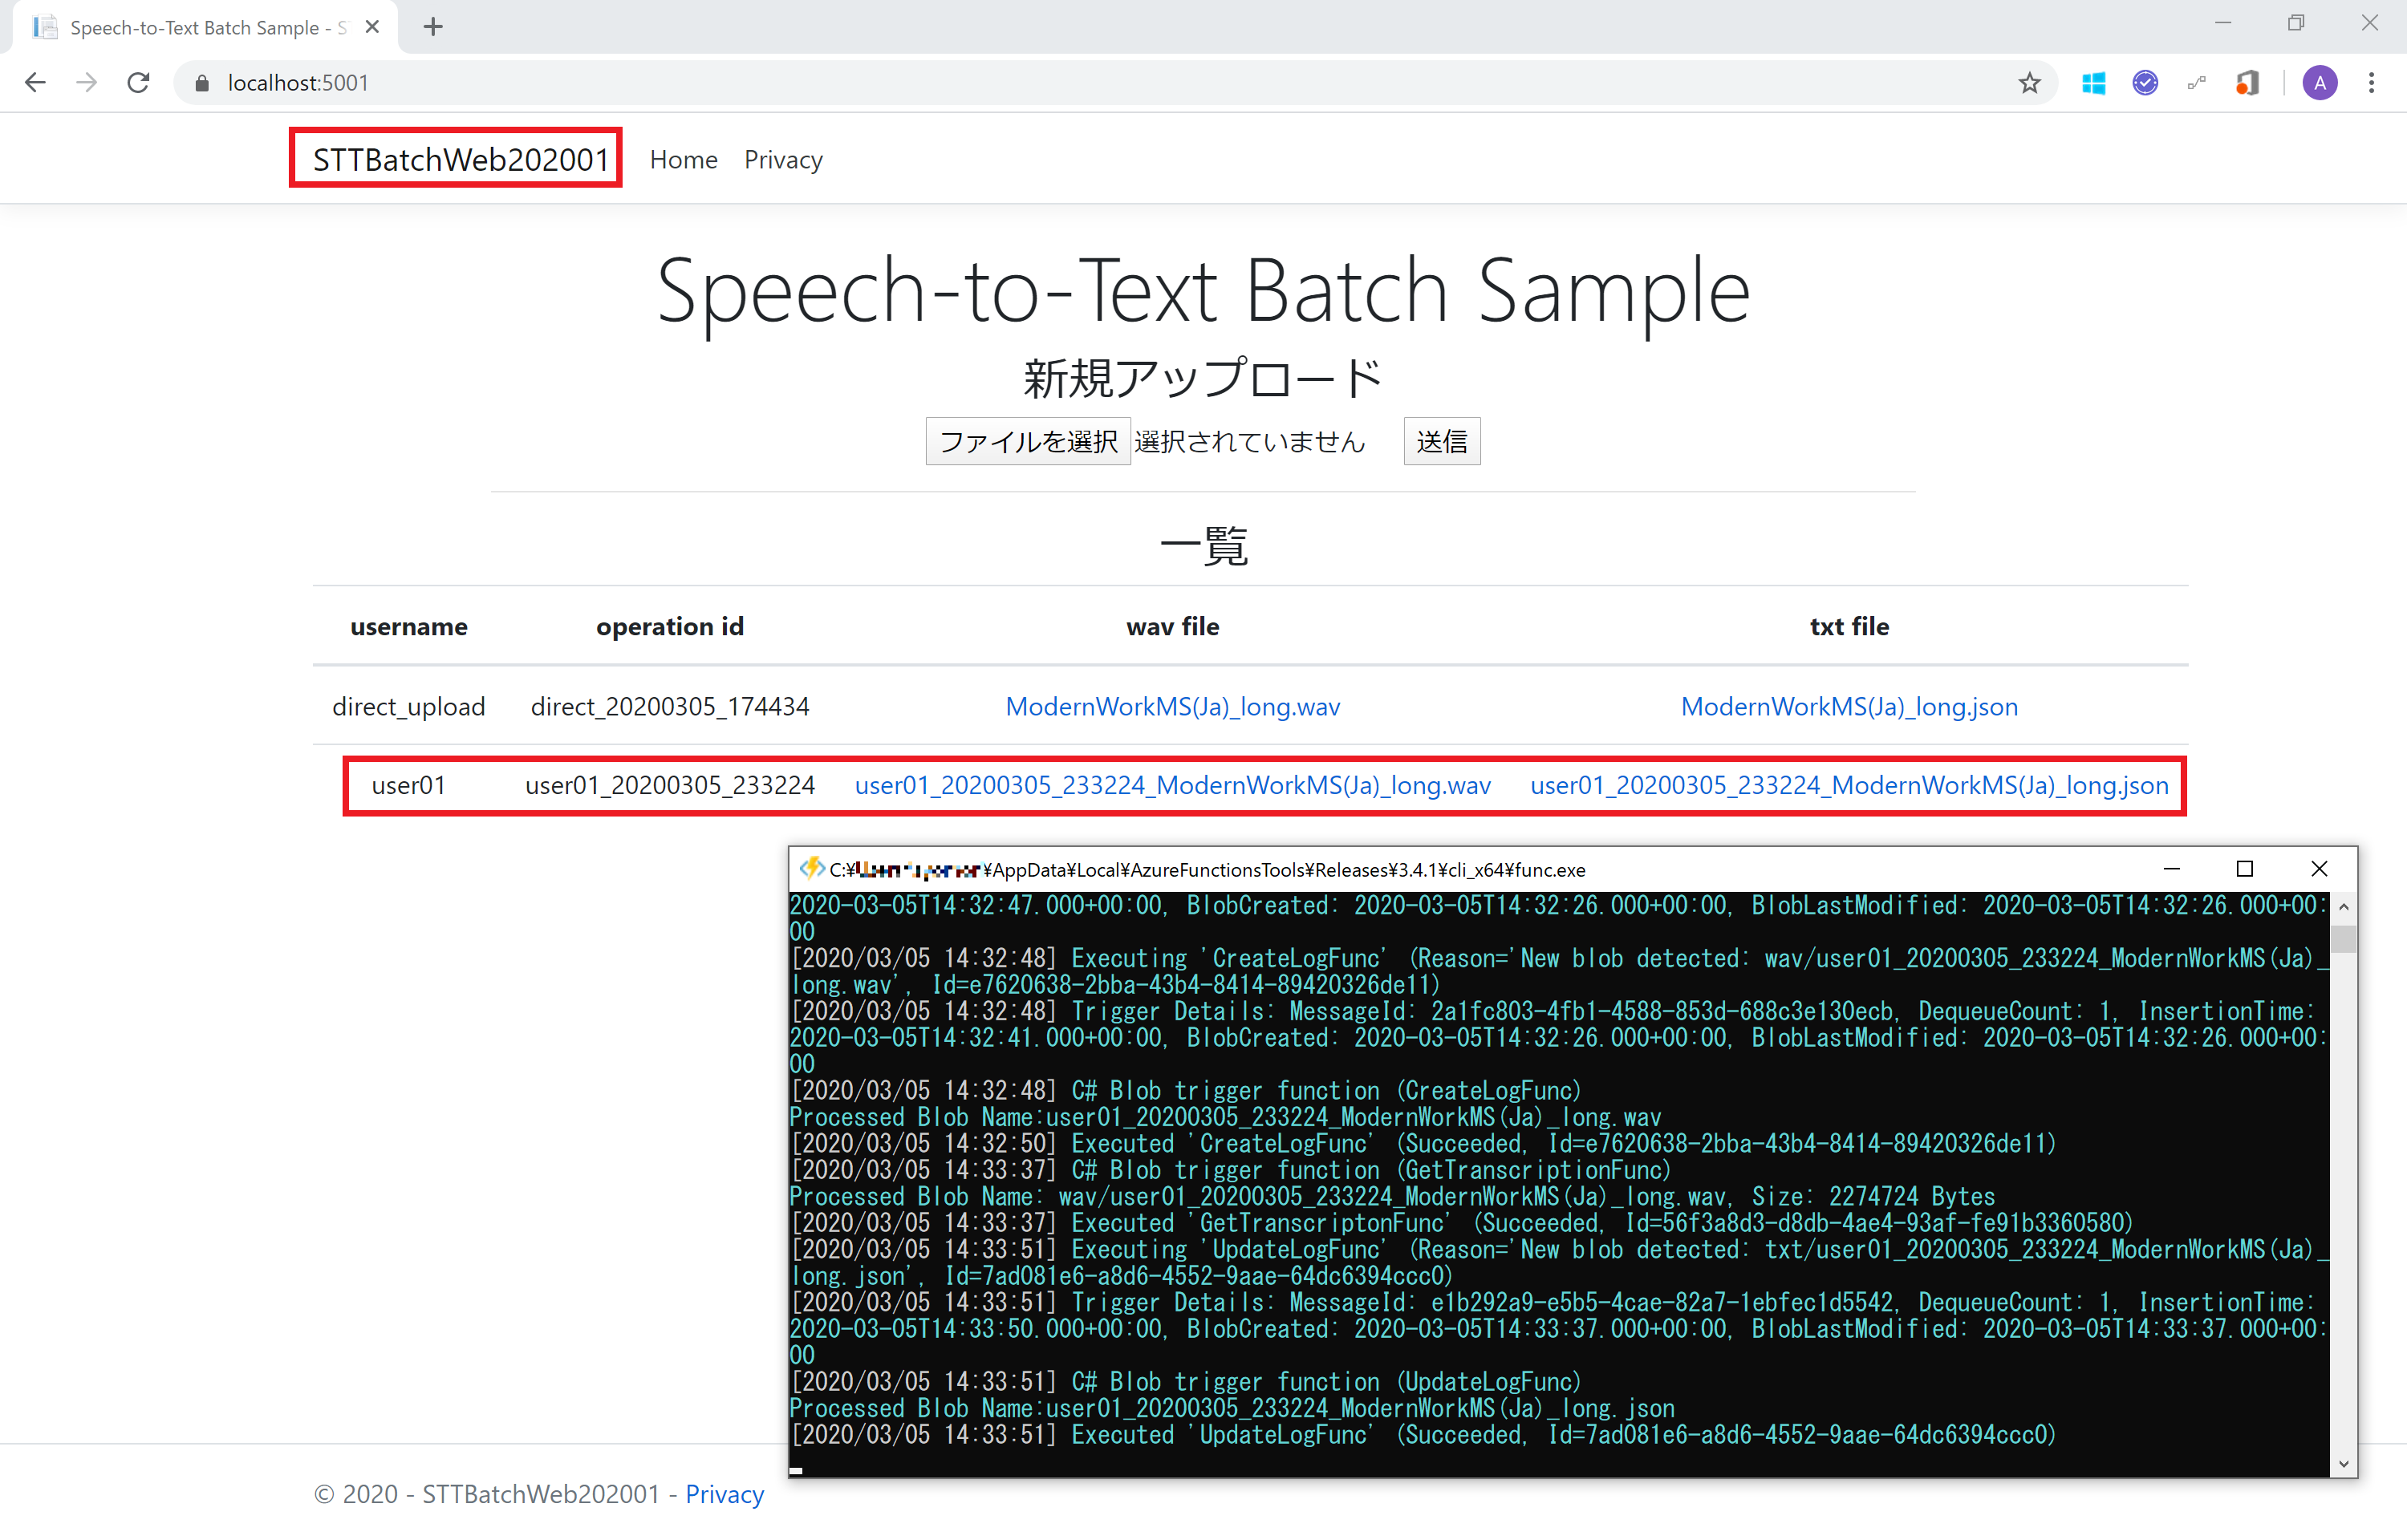 Speech-to-Text Batch Sample - S
localhost:5001
A
STTBatchWeb202001 Home Privacy
Speech-to-Text Batch Sample
新規アップロード
ファイルを選択 選択されていません 送信
一覧
username operation id wav file txt file
direct_upload direct_20200305_174434 ModernWorkMS(Ja)_long.wav ModernWorkMS(Ja)_long.json
user01 user01_20200305_233224 user01_20200305_233224_ModernWorkMS(Ja)_long.wav user01_20200305_233224_ModernWorkMS(Ja)_long.json
C:¥ ¥AppData¥Local¥AzureFunctionsTools¥Releases¥3.4.1¥cli_x64¥func.exe
2020-03-05T14:32:47.000+00:00, BlobCreated: 2020-03-05T14:32:26.000+00:00, BlobLastModified: 2020-03-05T14:32:26.000+00:
00
[2020/03/05 14:32:48] Executing 'CreateLogFunc' (Reason='New blob detected: wav/user01_20200305_233224_ModernWorkMS(Ja)_
long.wav', Id=e7620638-2bba-43b4-8414-89420326de11)
[2020/03/05 14:32:48] Trigger Details: MessageId: 2a1fc803-4fb1-4588-853d-688c3e130ecb, DequeueCount: 1, InsertionTime:
2020-03-05T14:32:41.000+00:00, BlobCreated: 2020-03-05T14:32:26.000+00:00, BlobLastModified: 2020-03-05T14:32:26.000+00:
00
[2020/03/05 14:32:48] C# Blob trigger function (CreateLogFunc)
Processed Blob Name:user01_20200305_233224_ModernWorkMS(Ja)_long.wav
[2020/03/05 14:32:50] Executed 'CreateLogFunc' (Succeeded, Id=e7620638-2bba-43b4-8414-89420326de11)
[2020/03/05 14:33:37] C# Blob trigger function (GetTranscriptionFunc)
Processed Blob Name: wav/user01_20200305_233224_ModernWorkMS(Ja)_long.wav, Size: 2274724 Bytes
[2020/03/05 14:33:37] Executed 'GetTranscriptonFunc' (Succeeded, Id=56f3a8d3-d8db-4ae4-93af-fe91b3360580)
[2020/03/05 14:33:51] Executing 'UpdateLogFunc' (Reason='New blob detected: txt/user01_20200305_233224_ModernWorkMS(Ja)_
long.json', Id=7ad081e6-a8d6-4552-9aae-64dc6394ccc0)
[2020/03/05 14:33:51] Trigger Details: MessageId: e1b292a9-e5b5-4cae-82a7-1ebfec1d5542, DequeueCount: 1, InsertionTime:
2020-03-05T14:33:50.000+00:00, BlobCreated: 2020-03-05T14:33:37.000+00:00, BlobLastModified: 2020-03-05T14:33:37.000+00:
00
[2020/03/05 14:33:51] C# Blob trigger function (UpdateLogFunc)
Processed Blob Name:user01_20200305_233224_ModernWorkMS(Ja)_long.json
[2020/03/05 14:33:51] Executed 'UpdateLogFunc' (Succeeded, Id=7ad081e6-a8d6-4552-9aae-64dc6394ccc0)
© 2020 - STTBatchWeb202001 - Privacy